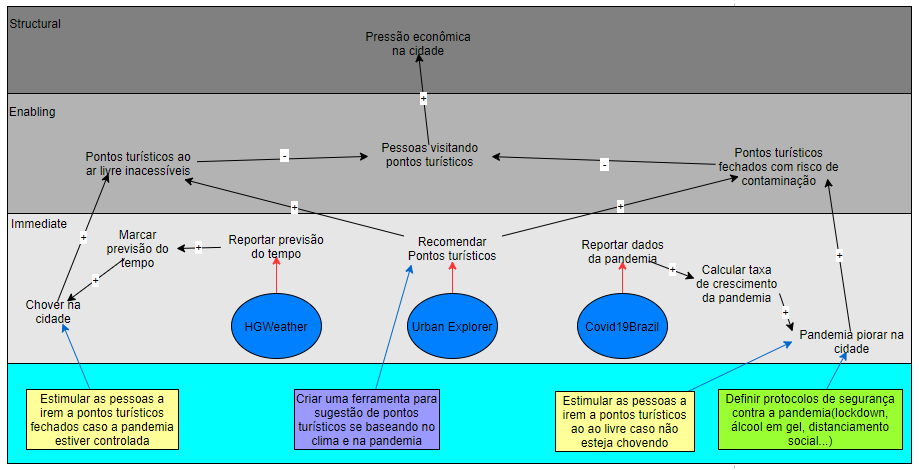 Structural
Pressão econômica
na cidade
+
Enabling
Pontos turísticos ao
ar livre inacessíveis
-
Pessoas visitando
pontos turísticos
-
Pontos turísticos
fechados com risco de
contaminação
+
+
Immediate
Marcar
previsão do
tempo
+
Reportar previsão
do tempo
Recomendar
Pontos turísticos
Reportar dados
da pandemia
+
Calcular taxa
de crescimento
da pandemia
+
+
+
+
Chover na
cidade
HGWeather
Urban Explorer
Covid19Brazil
Pandemia piorar na
cidade
Estimular as pessoas a
irem a pontos turísticos
fechados caso a pandemia
estiver controlada
Criar uma ferramenta para
sugestão de pontos
turísticos se baseando no
clima e na pandemia
Estimular as pessoas a
irem a pontos turísticos
ao ao livre caso não
esteja chovendo
Definir protocolos de segurança
contra a pandemia(lockdown,
álcool em gel, distanciamento
social...)